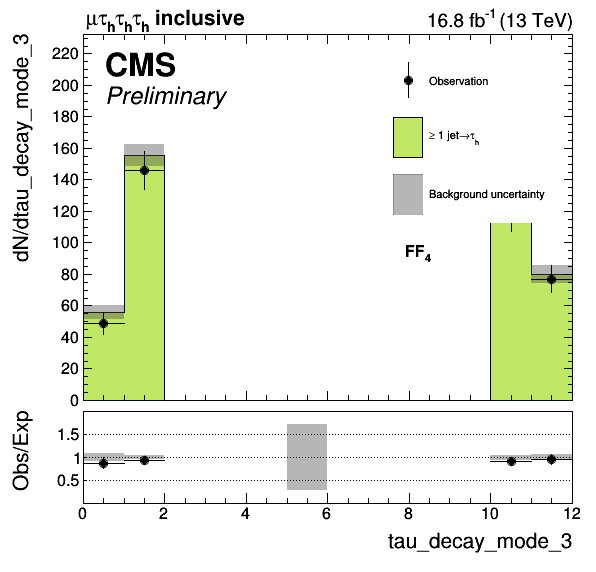 μτhτhτh inclusive 16.8 fb-1 (13 TeV)
dN/dtau_decay_mode_3
220
200
180
160
140
120
100
80
60
40
20
0
CMS
Preliminary
Observation
≥ 1 jet→τh
Background uncertainty
FF4
Obs/Exp
1.5
1
0.5
0 2 4 6 8 10 12
tau_decay_mode_3